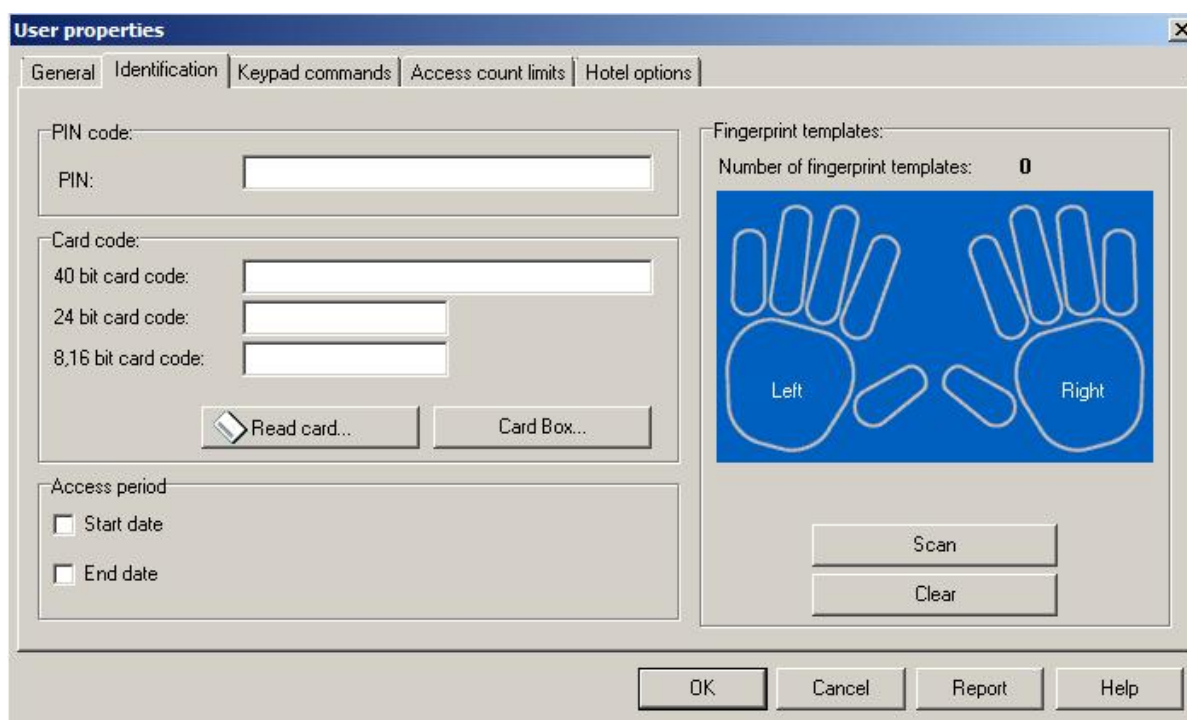 User properties
General Identification Keypad commands Access count limits Hotel options
PIN code:
PIN:
Card code:
40 bit card code:
24 bit card code:
8,16 bit card code:
Read card... Card Box...
Access period
Start date
End date
Fingerprint templates:
Number of fingerprint templates: 0
Left Right
Scan
Clear
OK Cancel Report Help